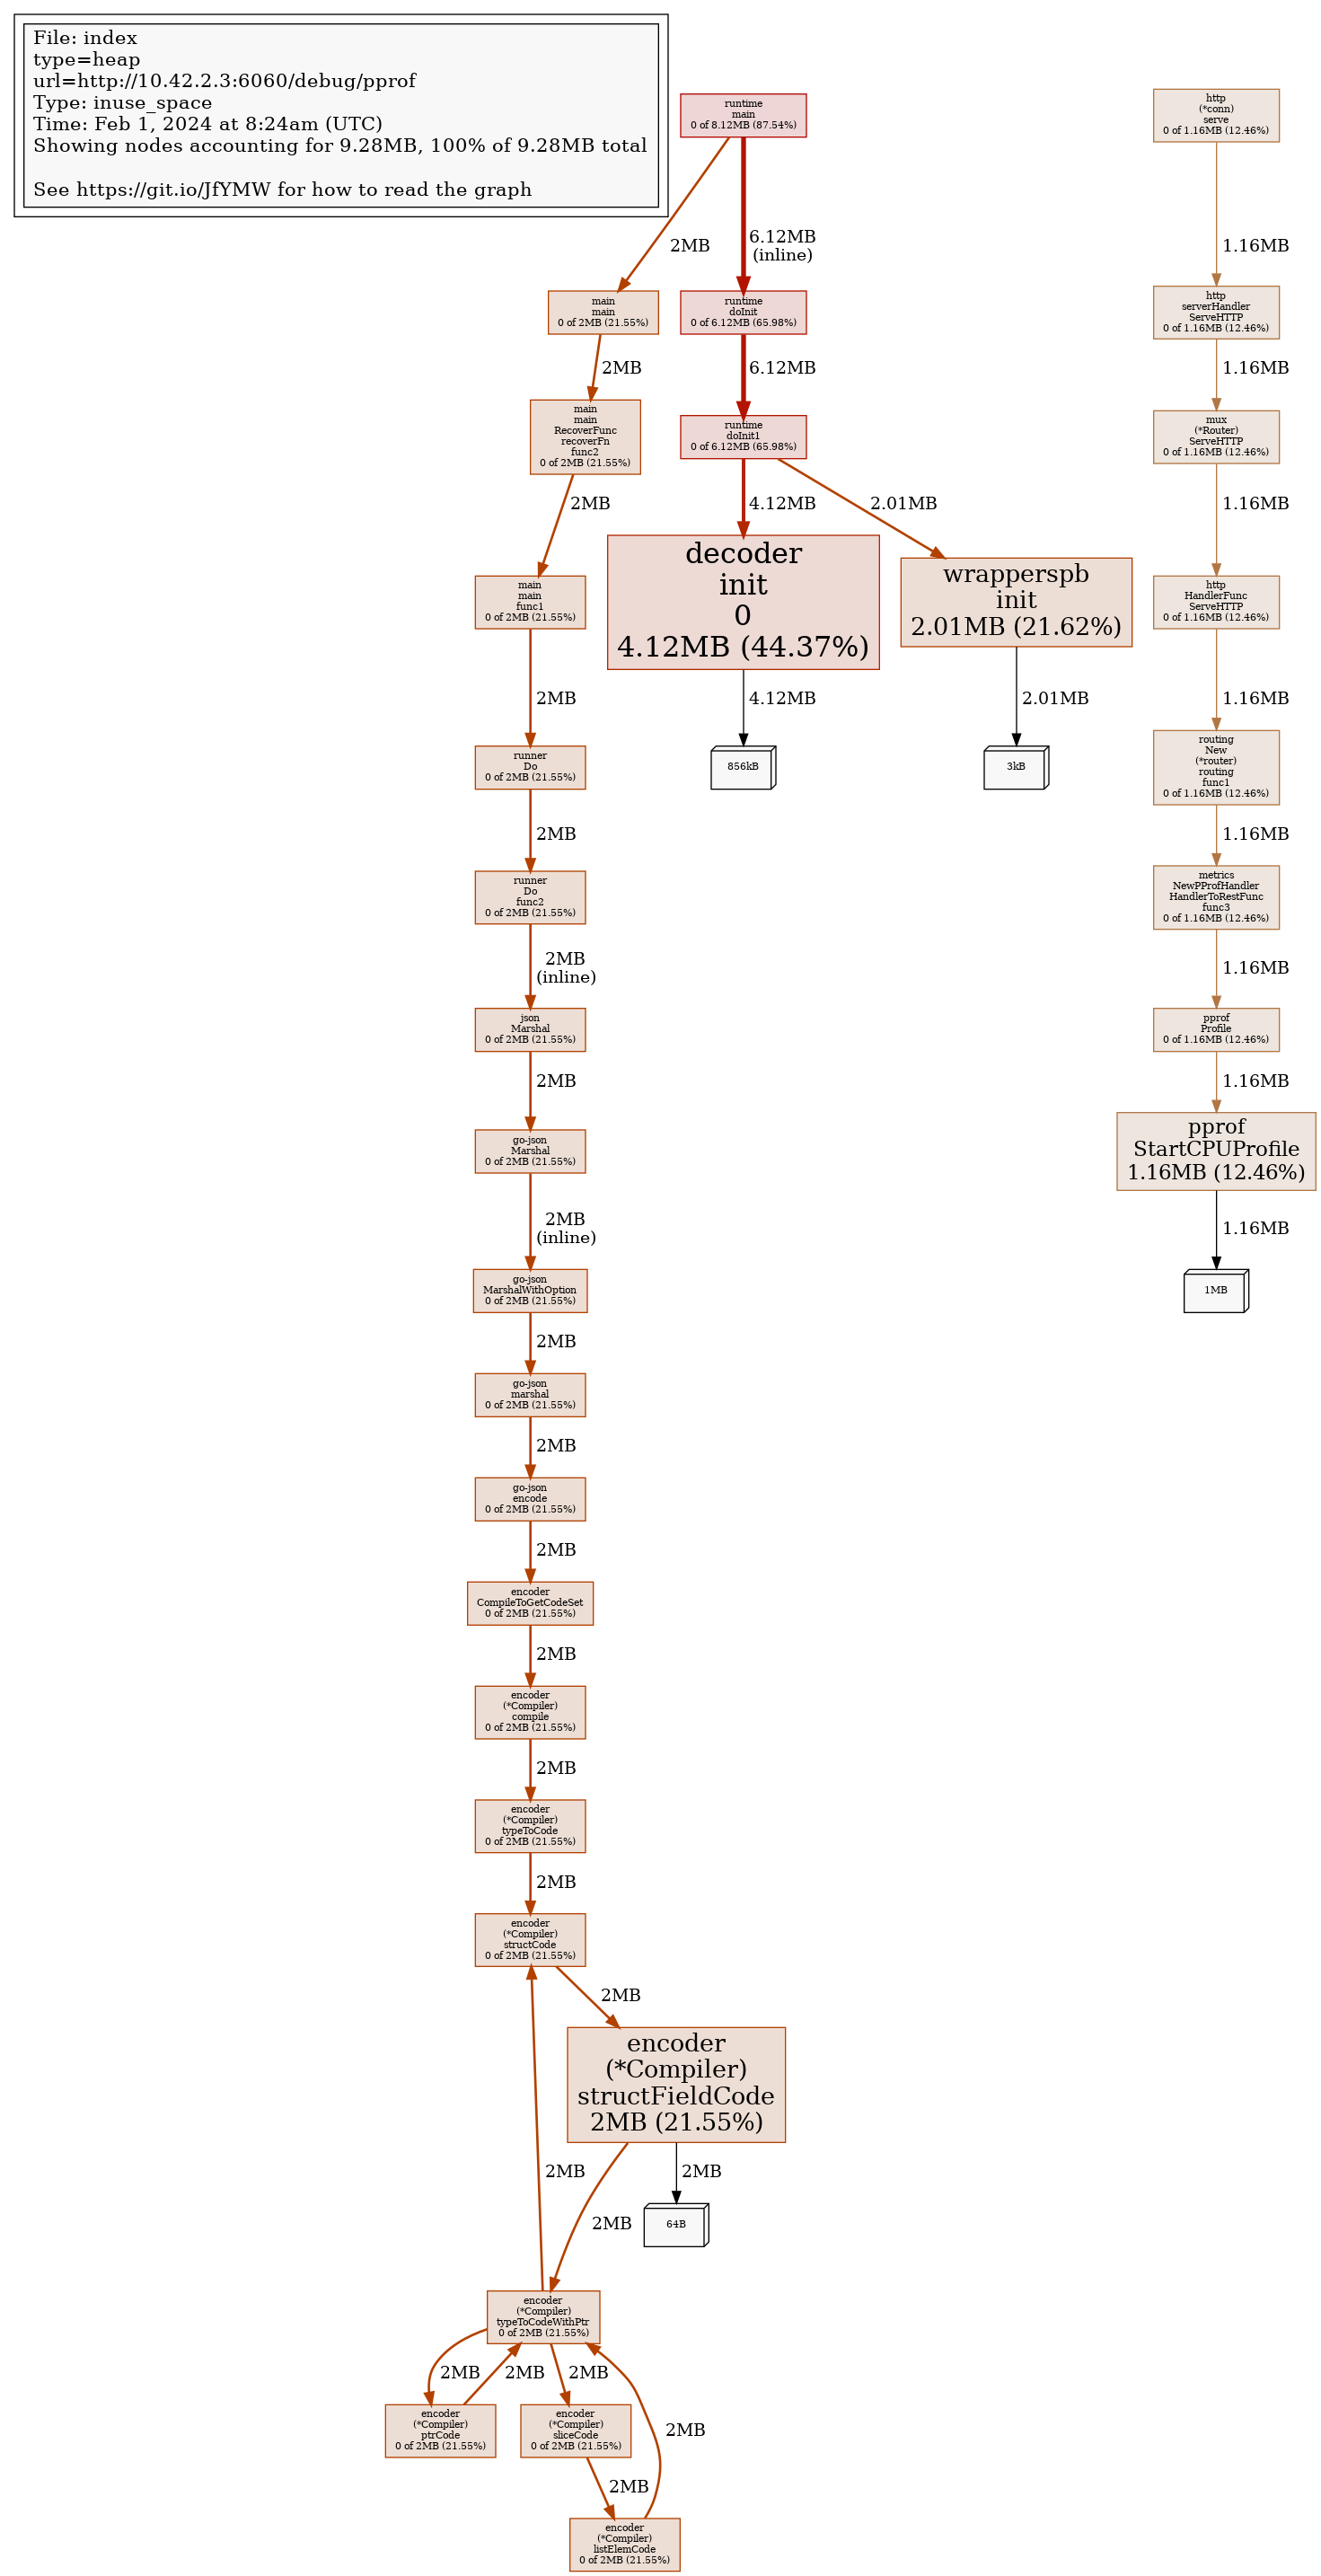 File: index
type=heap
url=http://10.42.2.3:6060/debug/pprof
Type: inuse_space
Time: Feb 1, 2024 at 8:24am (UTC)
Showing nodes accounting for 9.28MB, 100% of 9.28MB total
See https://git.io/JfYMW for how to read the graph
runtime
main
0 of 8.12MB (87.54%)
http
(*conn)
serve
0 of 1.16MB (12.46%)
2MB
6.12MB
(inline)
1.16MB
main
main
0 of 2MB (21.55%)
runtime
doInit
0 of 6.12MB (65.98%)
http
serverHandler
ServeHTTP
0 of 1.16MB (12.46%)
2MB
6.12MB
1.16MB
main
main
RecoverFunc
recoverFn
func2
0 of 2MB (21.55%)
runtime
doInit1
0 of 6.12MB (65.98%)
mux
(*Router)
ServeHTTP
0 of 1.16MB (12.46%)
2MB
4.12MB
2.01MB
1.16MB
main
main
func1
0 of 2MB (21.55%)
decoder
init
0
4.12MB (44.37%)
wrapperspb
init
2.01MB (21.62%)
http
HandlerFunc
ServeHTTP
0 of 1.16MB (12.46%)
2MB
4.12MB
2.01MB
1.16MB
runner
Do
0 of 2MB (21.55%)
856kB
3kB
routing
New
(*router)
routing
func1
0 of 1.16MB (12.46%)
2MB
1.16MB
runner
Do
func2
0 of 2MB (21.55%)
metrics
NewPProfHandler
HandlerToRestFunc
func3
0 of 1.16MB (12.46%)
2MB
(inline)
1.16MB
json
Marshal
0 of 2MB (21.55%)
pprof
Profile
0 of 1.16MB (12.46%)
2MB
1.16MB
go-json
Marshal
0 of 2MB (21.55%)
pprof
StartCPUProfile
1.16MB (12.46%)
2MB
(inline)
1.16MB
go-json
MarshalWithOption
0 of 2MB (21.55%)
1MB
2MB
go-json
marshal
0 of 2MB (21.55%)
2MB
go-json
encode
0 of 2MB (21.55%)
2MB
encoder
CompileToGetCodeSet
0 of 2MB (21.55%)
2MB
encoder
(*Compiler)
compile
0 of 2MB (21.55%)
2MB
encoder
(*Compiler)
typeToCode
0 of 2MB (21.55%)
2MB
encoder
(*Compiler)
structCode
0 of 2MB (21.55%)
2MB
encoder
(*Compiler)
structFieldCode
2MB (21.55%)
2MB
2MB
2MB
64B
encoder
(*Compiler)
typeToCodeWithPtr
0 of 2MB (21.55%)
2MB
2MB
2MB
encoder
(*Compiler)
ptrCode
0 of 2MB (21.55%)
encoder
(*Compiler)
sliceCode
0 of 2MB (21.55%)
2MB
2MB
encoder
(*Compiler)
listElemCode
0 of 2MB (21.55%)